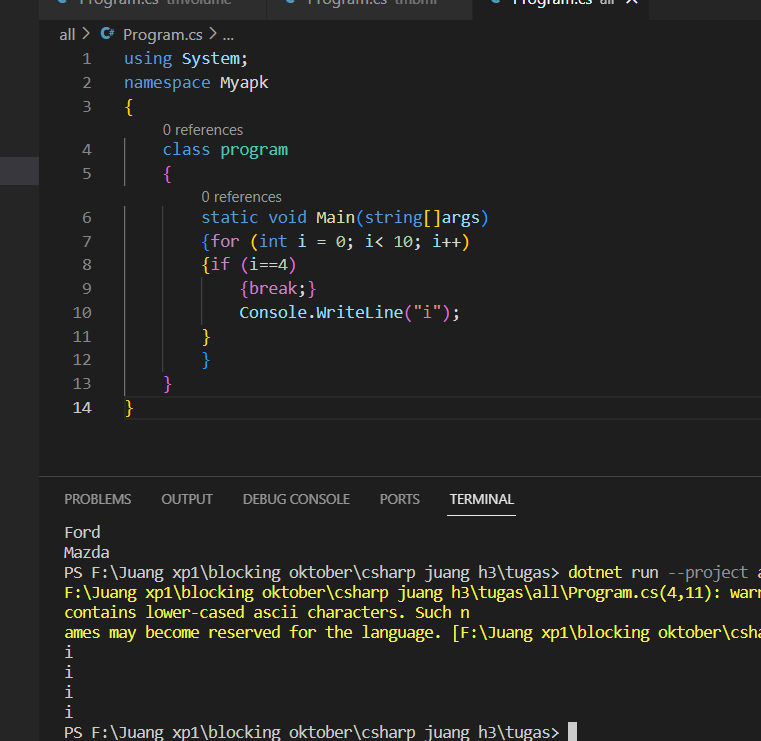 Program.cs tmvolume Program.cs tmbmi Program.cs all
all > Program.cs > ...
1 using System;
2 namespace Myapk
3 {
0 references
4 class program
5 {
0 references
6 static void Main(string[]args)
7 {for (int i = 0; i< 10; i++)
8 {if (i==4)
9 {break;}
10 Console.WriteLine("i");
11 }
12 }
13 }
14 }
PROBLEMS OUTPUT DEBUG CONSOLE PORTS TERMINAL
Ford
Mazda
PS F:\Juang xp1\blocking oktober\csharp juang h3\tugas> dotnet run --project a
F:\Juang xp1\blocking oktober\csharp juang h3\tugas\all\Program.cs(4,11): warn
contains lower-cased ascii characters. Such n
ames may become reserved for the language. [F:\Juang xp1\blocking oktober\csha
i
i
i
i
PS F:\Juang xp1\blocking oktober\csharp juang h3\tugas>